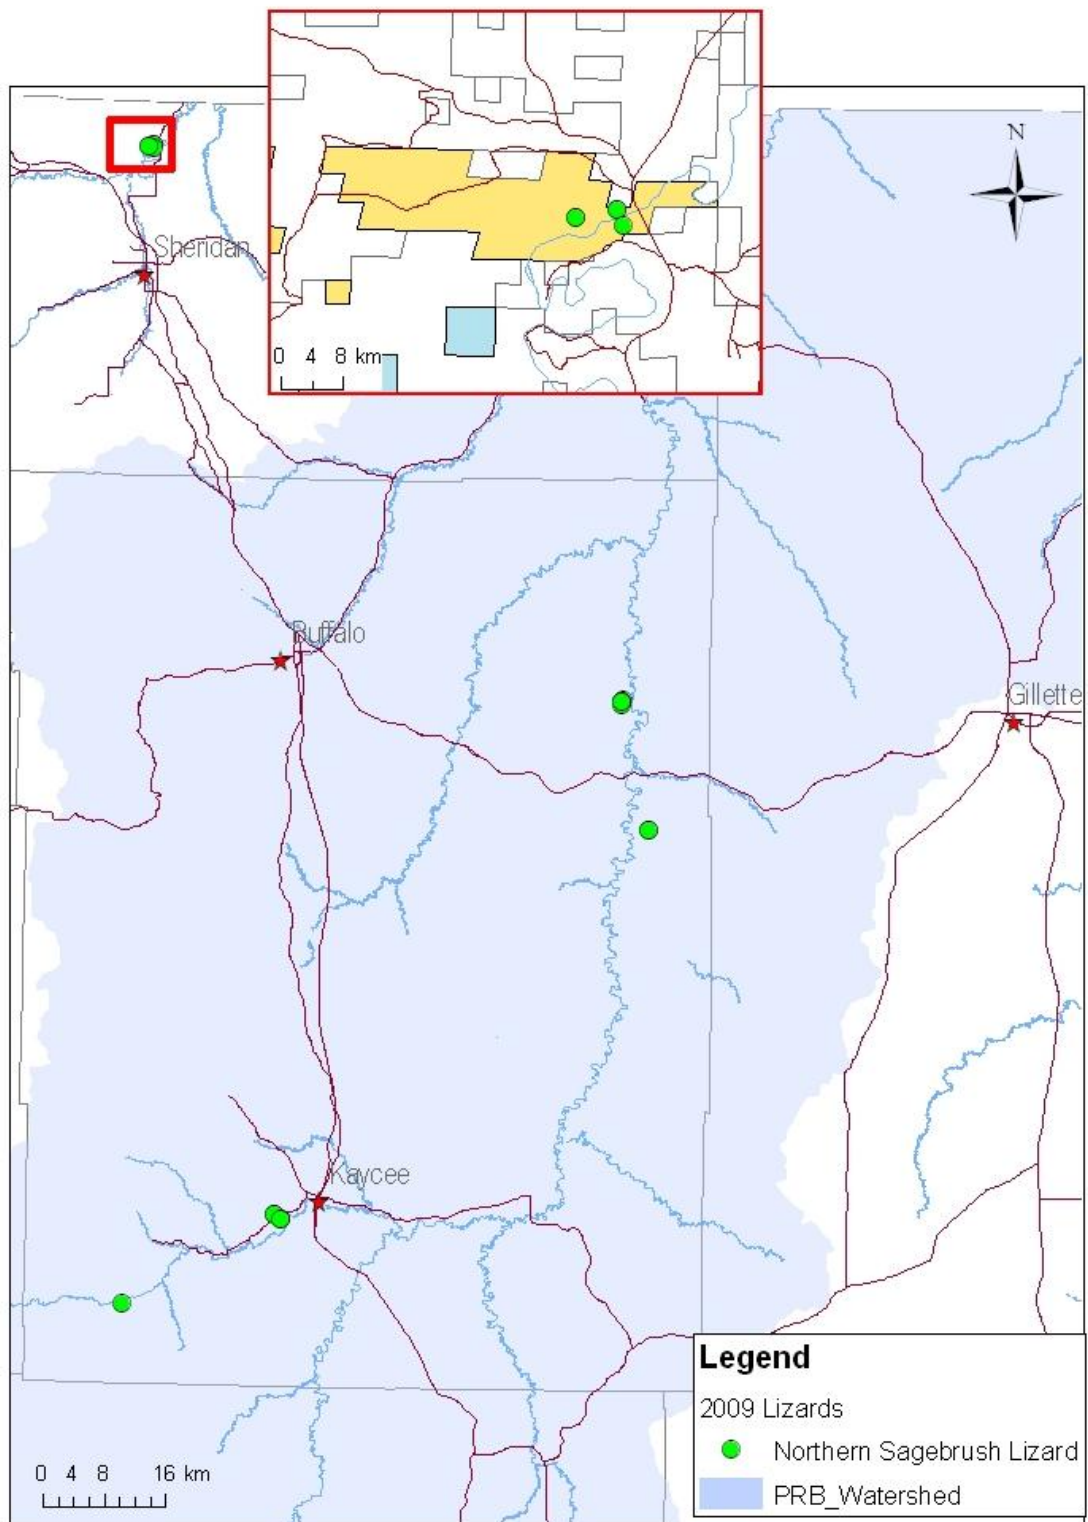 0 4 8 km
N
Sheridan
Buffalo
Gillette
Kaycee
Legend
2009 Lizards
Northern Sagebrush Lizard
PRB_Watershed
0 4 8 16 km